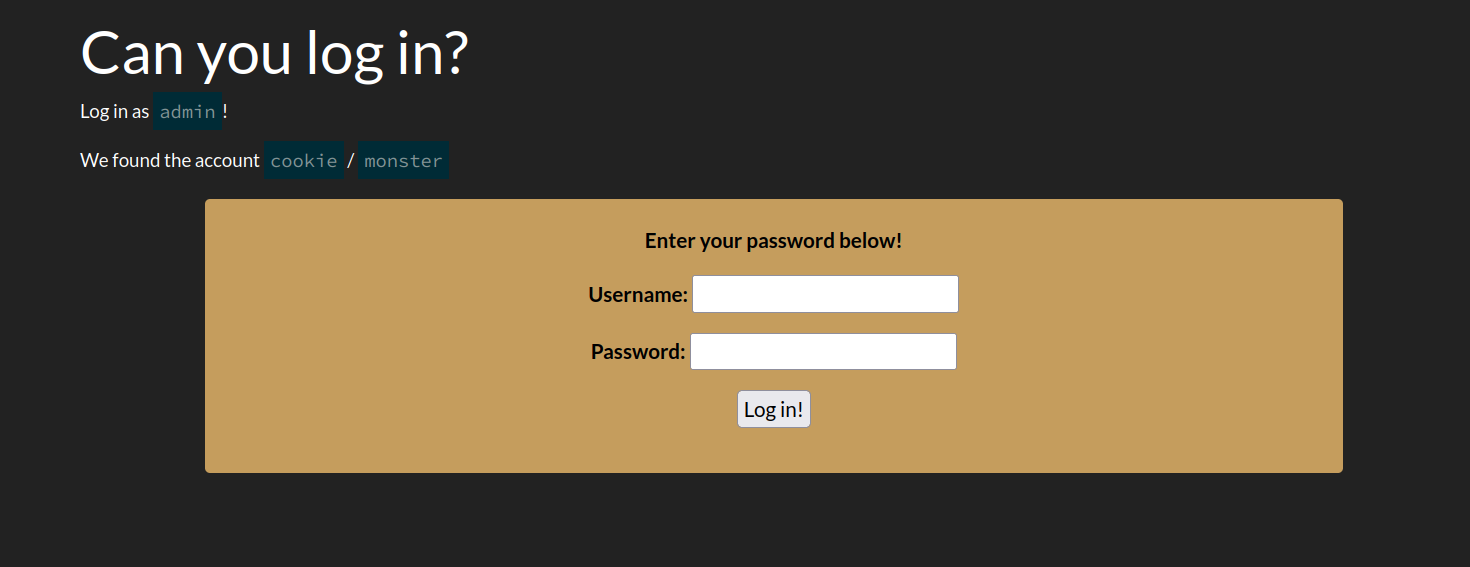 Can you log in?
Log in as admin!
We found the account cookie / monster
Enter your password below!
Username:
Password:
Log in!